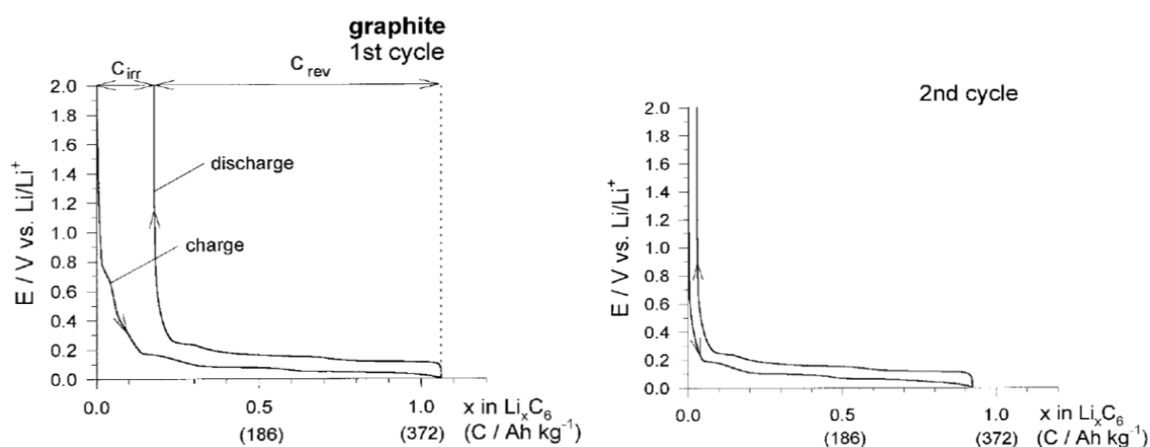 graphite
1st cycle
C_irr
C_rev
2.0
1.8
1.6
1.4
1.2
1.0
0.8
0.6
0.4
0.2
0.0
E / V vs. Li/Li⁺
discharge
charge
0.0 0.5 1.0 x in LiₓC₆
(186) (372) (C / Ah kg⁻¹)
2nd cycle
2.0
1.8
1.6
1.4
1.2
1.0
0.8
0.6
0.4
0.2
0.0
E / V vs. Li/Li⁺
0.0 0.5 1.0 x in LiₓC₆
(186) (372) (C / Ah kg⁻¹)